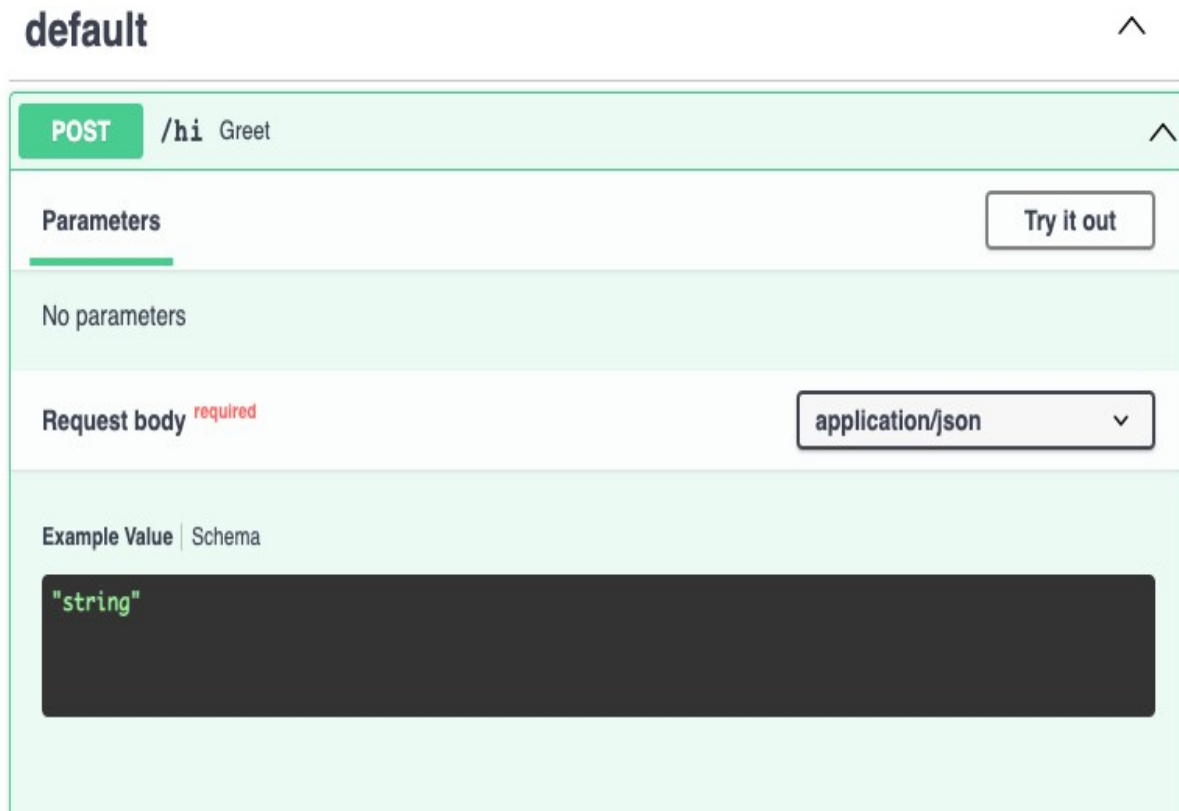 default
POST /hi Greet
Parameters Try it out
No parameters
Request body required application/json
Example Value Schema
"string"